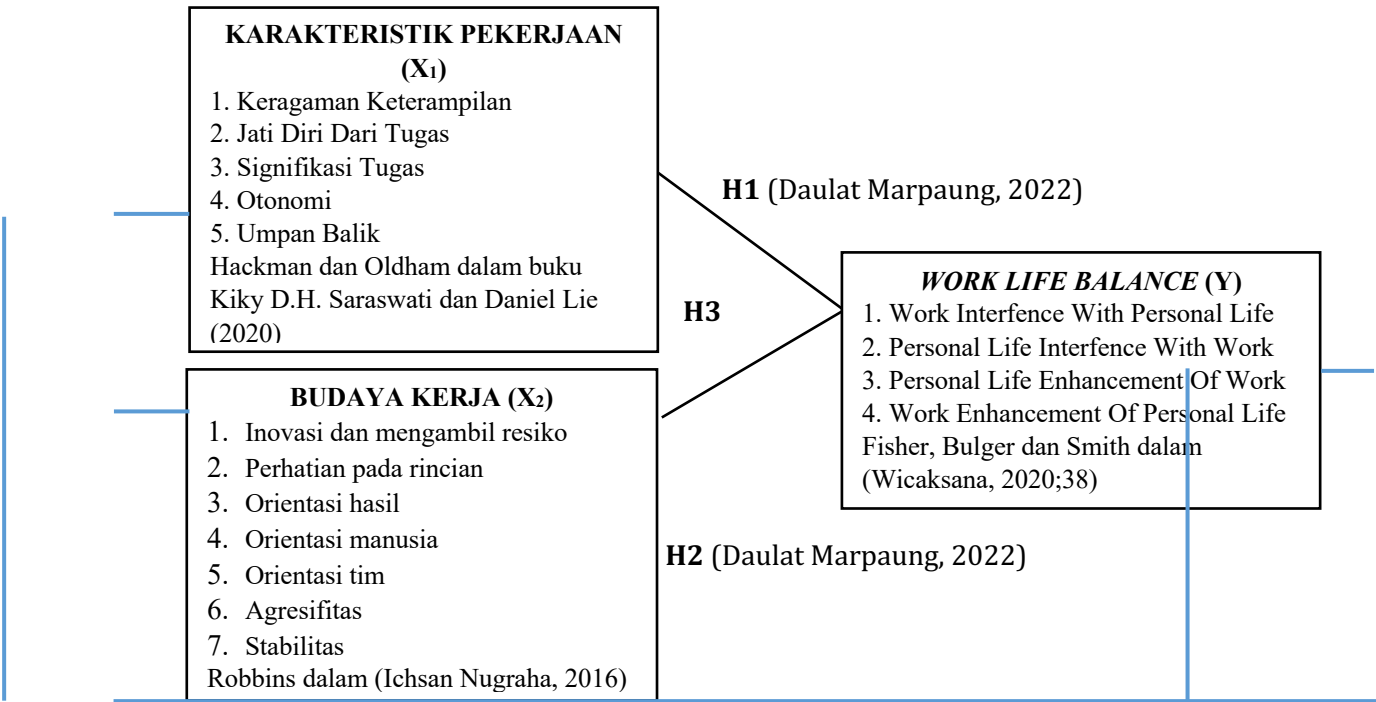 KARAKTERISTIK PEKERJAAN
(X₁)
1. Keragaman Keterampilan
2. Jati Diri Dari Tugas
3. Signifikasi Tugas
4. Otonomi
5. Umpan Balik
Hackman dan Oldham dalam buku
Kiky D.H. Saraswati dan Daniel Lie
(2020)
H1 (Daulat Marpaung, 2022)
H3
WORK LIFE BALANCE (Y)
1. Work Interfence With Personal Life
2. Personal Life Interfence With Work
3. Personal Life Enhancement Of Work
4. Work Enhancement Of Personal Life
Fisher, Bulger dan Smith dalam
(Wicaksana, 2020;38)
BUDAYA KERJA (X₂)
1. Inovasi dan mengambil resiko
2. Perhatian pada rincian
3. Orientasi hasil
4. Orientasi manusia
5. Orientasi tim
6. Agresifitas
7. Stabilitas
Robbins dalam (Ichsan Nugraha, 2016)
H2 (Daulat Marpaung, 2022)